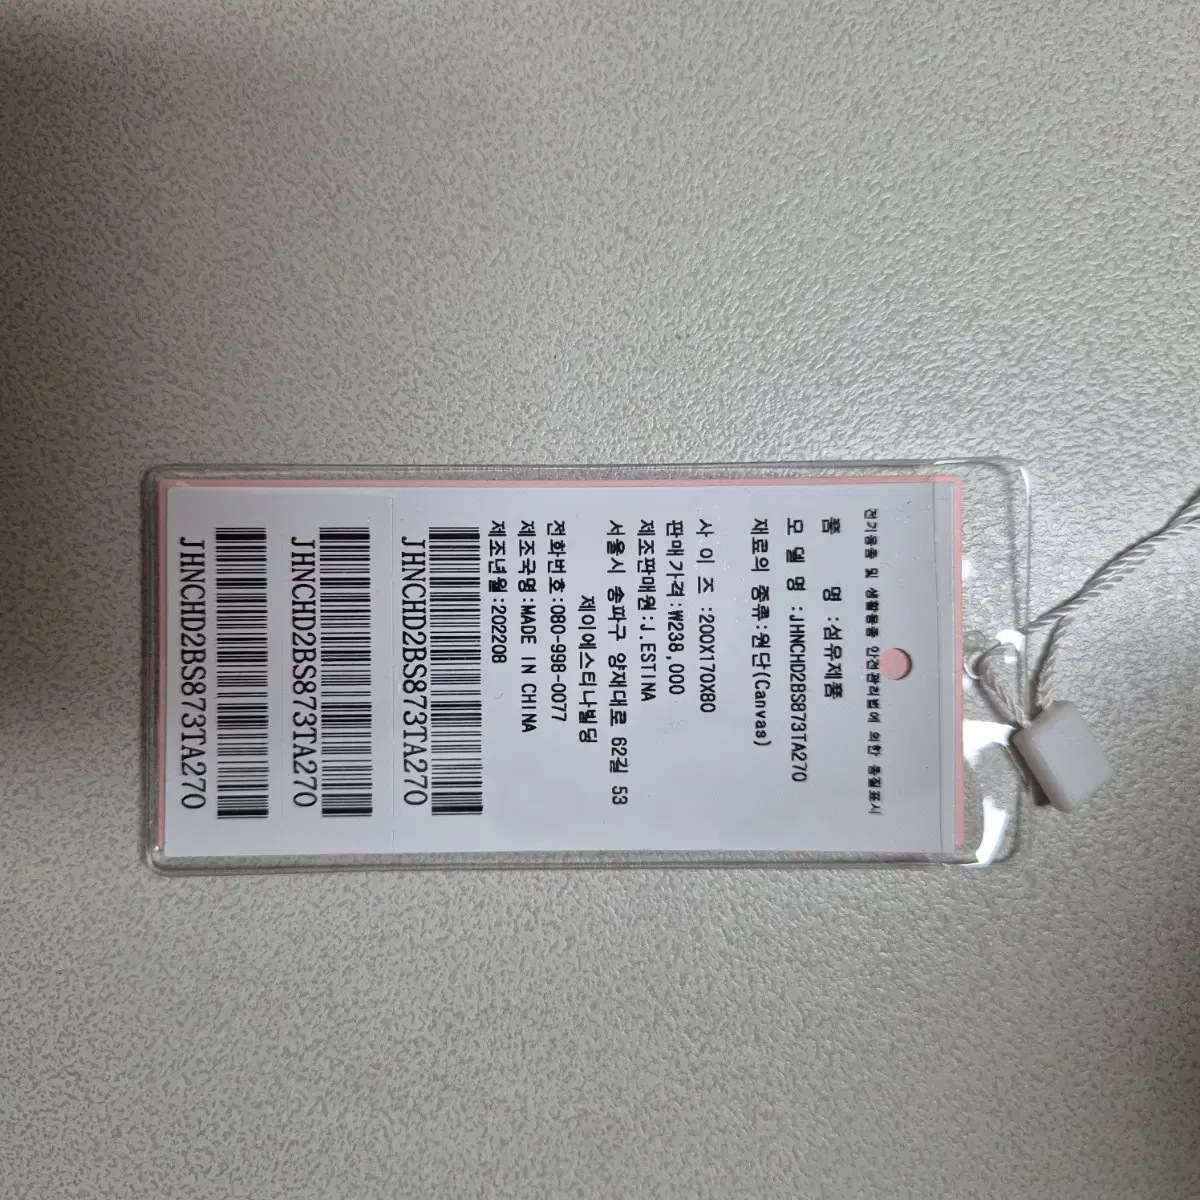 전기용품 및 생활용품 안전관리법에 의한 품질표시
품 명 :섬유제품
모 델 명 :JHNCHD2BS873TA270
재료의 종류:원단(Canvas)
사 이 즈 :200X170X80
판매가격:₩238,000
제조판매원:J.ESTINA
서울시 송파구 양재대로 62길 53
제이에스티나빌딩
전화번호:080-998-0077
제조국명:MADE IN CHINA
제조년월:202208
JHNCHD2BS873TA270
JHNCHD2BS873TA270
JHNCHD2BS873TA270